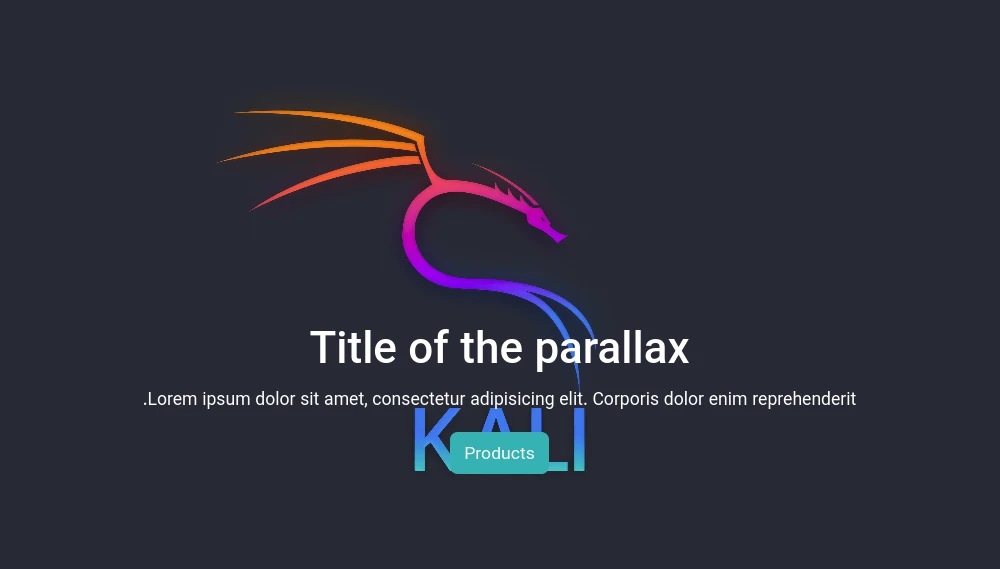 Title of the parallax
.Lorem ipsum dolor sit amet, consectetur adipisicing elit. Corporis dolor enim reprehenderit
KALI
Products